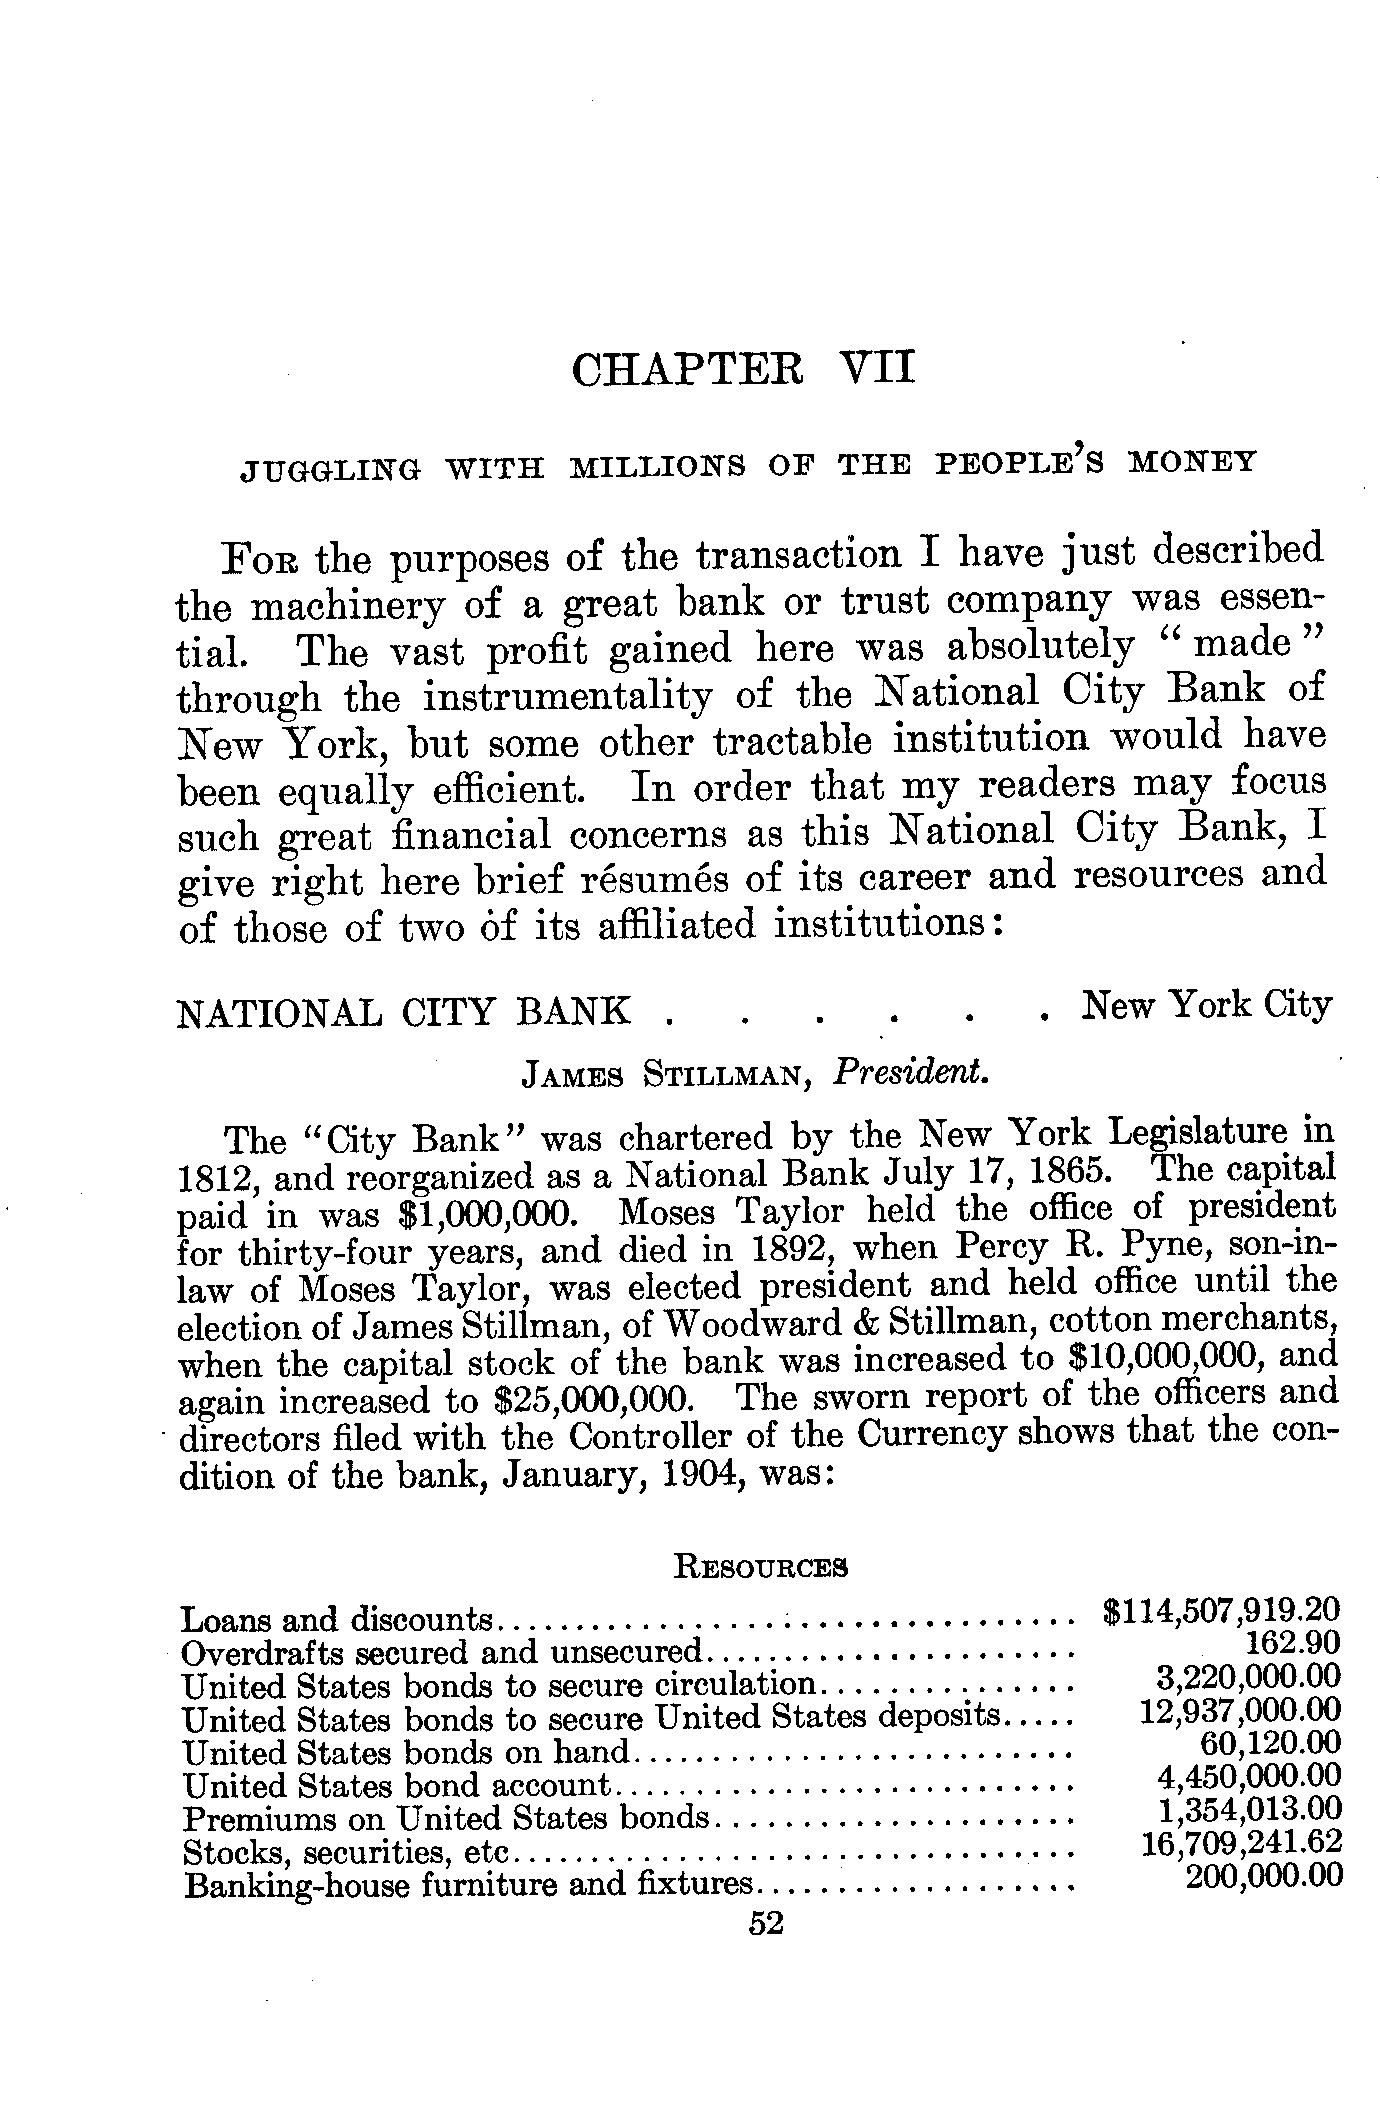 CHAPTER VII
JUGGLING WITH MILLIONS OF THE PEOPLE'S MONEY
FOR the purposes of the transaction I have just described
the machinery of a great bank or trust company was essen-
tial. The vast profit gained here was absolutely “ made ”
through the instrumentality of the National City Bank of
New York, but some other tractable institution would have
been equally efficient. In order that my readers may focus
such great financial concerns as this National City Bank, I
give right here brief résumés of its career and resources and
of those of two of its affiliated institutions:
NATIONAL CITY BANK . . . . . . New York City
JAMES STILLMAN, President.
The “City Bank” was chartered by the New York Legislature in
1812, and reorganized as a National Bank July 17, 1865. The capital
paid in was $1,000,000. Moses Taylor held the office of president
for thirty-four years, and died in 1892, when Percy R. Pyne, son-in-
law of Moses Taylor, was elected president and held office until the
election of James Stillman, of Woodward & Stillman, cotton merchants,
when the capital stock of the bank was increased to $10,000,000, and
again increased to $25,000,000. The sworn report of the officers and
directors filed with the Controller of the Currency shows that the con-
dition of the bank, January, 1904, was:
RESOURCES
Loans and discounts.................................... $114,507,919.20
Overdrafts secured and unsecured....................... 162.90
United States bonds to secure circulation................ 3,220,000.00
United States bonds to secure United States deposits..... 12,937,000.00
United States bonds on hand............................ 60,120.00
United States bond account............................. 4,450,000.00
Premiums on United States bonds....................... 1,354,013.00
Stocks, securities, etc................................... 16,709,241.62
Banking-house furniture and fixtures.................... 200,000.00
52